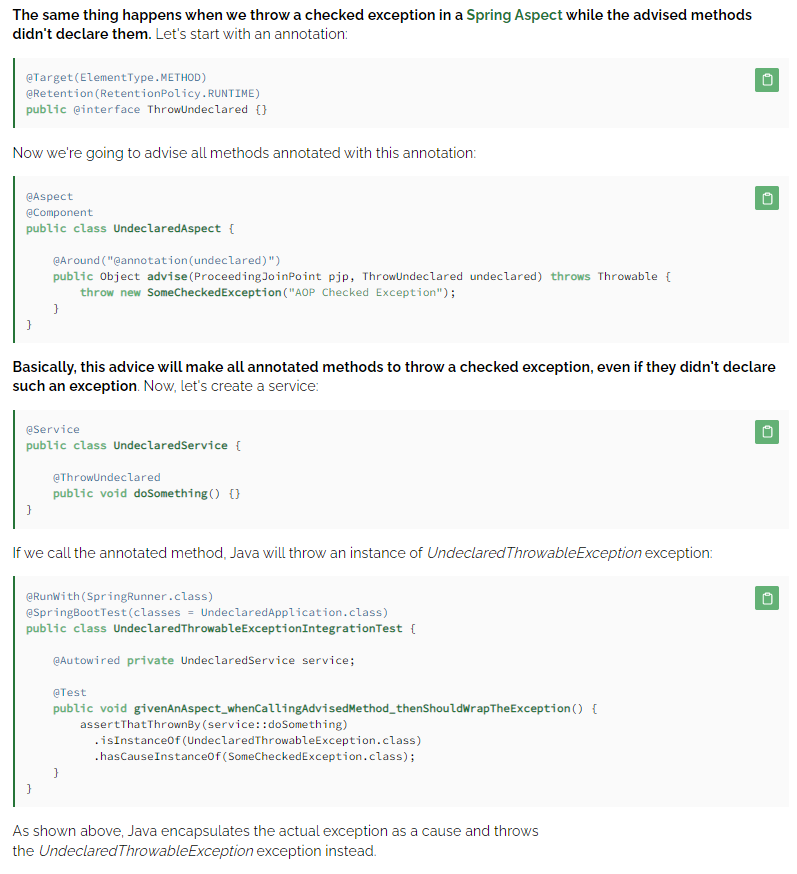 The same thing happens when we throw a checked exception in a Spring Aspect while the advised methods
didn't declare them. Let's start with an annotation:
@Target(ElementType.METHOD)
@Retention(RetentionPolicy.RUNTIME)
public @interface ThrowUndeclared {}
Now we're going to advise all methods annotated with this annotation:
@Aspect
@Component
public class UndeclaredAspect {
@Around("@annotation(undeclared)")
public Object advise(ProceedingJoinPoint pjp, ThrowUndeclared undeclared) throws Throwable {
throw new SomeCheckedException("AOP Checked Exception");
}
}
Basically, this advice will make all annotated methods to throw a checked exception, even if they didn't declare
such an exception. Now, let's create a service:
@Service
public class UndeclaredService {
@ThrowUndeclared
public void doSomething() {}
}
If we call the annotated method, Java will throw an instance of UndeclaredThrowableException exception:
@RunWith(SpringRunner.class)
@SpringBootTest(classes = UndeclaredApplication.class)
public class UndeclaredThrowableExceptionIntegrationTest {
@Autowired private UndeclaredService service;
@Test
public void givenAnAspect_whenCallingAdvisedMethod_thenShouldWrapTheException() {
assertThatThrownBy(service::doSomething)
.isInstanceOf(UndeclaredThrowableException.class)
.hasCauseInstanceOf(SomeCheckedException.class);
}
}
As shown above, Java encapsulates the actual exception as a cause and throws
the UndeclaredThrowableException exception instead.